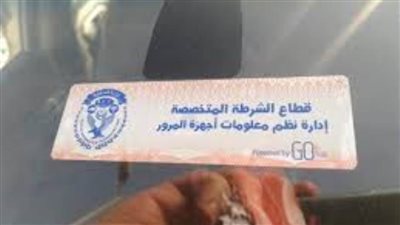 قطاع الشرطة المتخصصة
إدارة نظم معلومات أجهزة المرور
Powered by GO